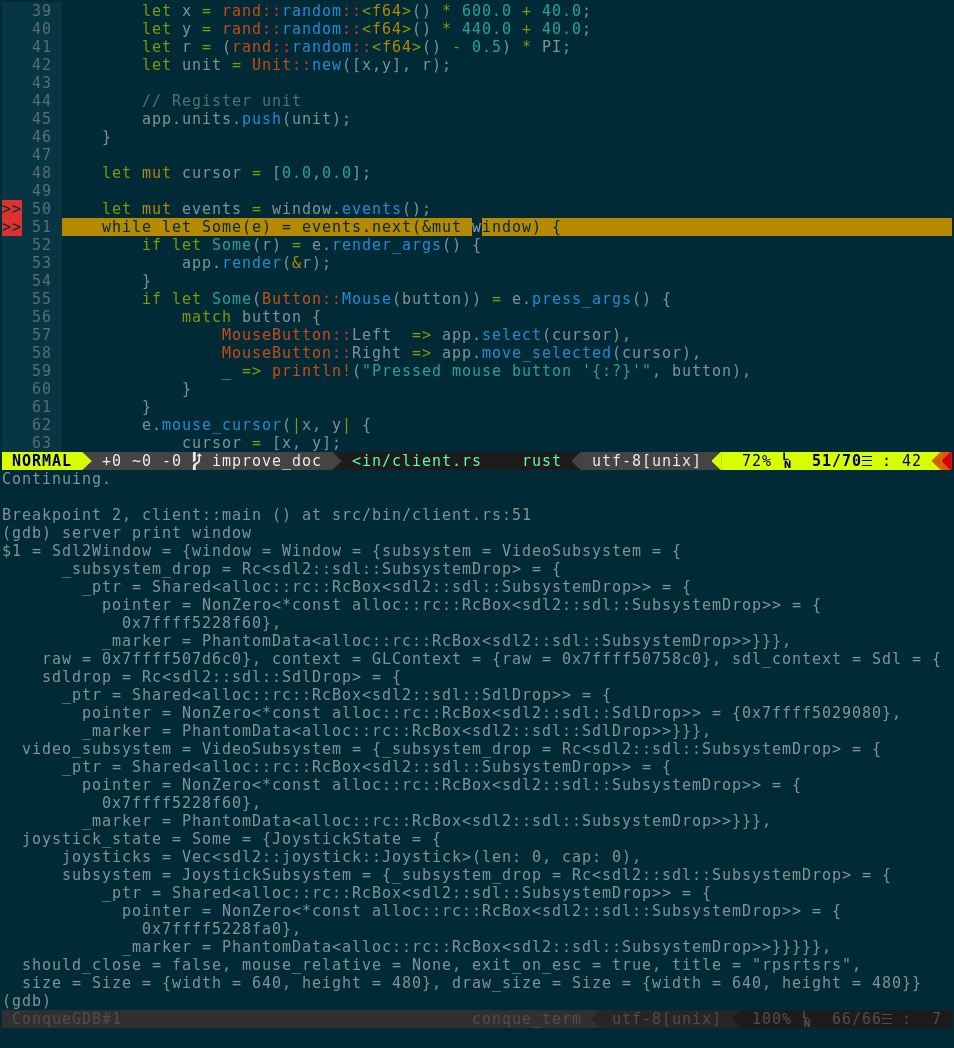 39         let x = rand::random::<f64>() * 600.0 + 40.0;
40         let y = rand::random::<f64>() * 440.0 + 40.0;
41         let r = (rand::random::<f64>() - 0.5) * PI;
42         let unit = Unit::new([x,y], r);
43
44         // Register unit
45         app.units.push(unit);
46     }
47
48     let mut cursor = [0.0,0.0];
49
>> 50     let mut events = window.events();
>> 51     while let Some(e) = events.next(&mut window) {
52         if let Some(r) = e.render_args() {
53             app.render(&r);
54         }
55         if let Some(Button::Mouse(button)) = e.press_args() {
56             match button {
57                 MouseButton::Left  => app.select(cursor),
58                 MouseButton::Right => app.move_selected(cursor),
59                 _ => println!("Pressed mouse button '{:?}'", button),
60             }
61         }
62         e.mouse_cursor(|x, y| {
63             cursor = [x, y];
NORMAL +0 ~0 -0 improve_doc <in/client.rs rust utf-8[unix] 72% LN 51/70☰ : 42
Continuing.

Breakpoint 2, client::main () at src/bin/client.rs:51
(gdb) server print window
$1 = Sdl2Window = {window = Window = {subsystem = VideoSubsystem = {
      _subsystem_drop = Rc<sdl2::sdl::SubsystemDrop> = {
        _ptr = Shared<alloc::rc::RcBox<sdl2::sdl::SubsystemDrop>> = {
          pointer = NonZero<*const alloc::rc::RcBox<sdl2::sdl::SubsystemDrop>> = {
            0x7ffff5228f60},
          _marker = PhantomData<alloc::rc::RcBox<sdl2::sdl::SubsystemDrop>>}}},
    raw = 0x7ffff507d6c0}, context = GLContext = {raw = 0x7ffff50758c0}, sdl_context = Sdl = {
    sdldrop = Rc<sdl2::sdl::SdlDrop> = {
      _ptr = Shared<alloc::rc::RcBox<sdl2::sdl::SdlDrop>> = {
        pointer = NonZero<*const alloc::rc::RcBox<sdl2::sdl::SdlDrop>> = {0x7ffff5029080},
        _marker = PhantomData<alloc::rc::RcBox<sdl2::sdl::SdlDrop>>}}},
  video_subsystem = VideoSubsystem = {_subsystem_drop = Rc<sdl2::sdl::SubsystemDrop> = {
      _ptr = Shared<alloc::rc::RcBox<sdl2::sdl::SubsystemDrop>> = {
        pointer = NonZero<*const alloc::rc::RcBox<sdl2::sdl::SubsystemDrop>> = {
          0x7ffff5228f60},
        _marker = PhantomData<alloc::rc::RcBox<sdl2::sdl::SubsystemDrop>>}}},
  joystick_state = Some = {JoystickState = {
      joysticks = Vec<sdl2::joystick::Joystick>(len: 0, cap: 0),
      subsystem = JoystickSubsystem = {_subsystem_drop = Rc<sdl2::sdl::SubsystemDrop> = {
          _ptr = Shared<alloc::rc::RcBox<sdl2::sdl::SubsystemDrop>> = {
            pointer = NonZero<*const alloc::rc::RcBox<sdl2::sdl::SubsystemDrop>> = {
              0x7ffff5228fa0},
            _marker = PhantomData<alloc::rc::RcBox<sdl2::sdl::SubsystemDrop>>}}}}},
  should_close = false, mouse_relative = None, exit_on_esc = true, title = "rpsrtsrs",
  size = Size = {width = 640, height = 480}, draw_size = Size = {width = 640, height = 480}}
(gdb)
ConqueGDB#1 conque_term utf-8[unix] 100% LN 66/66☰ : 7